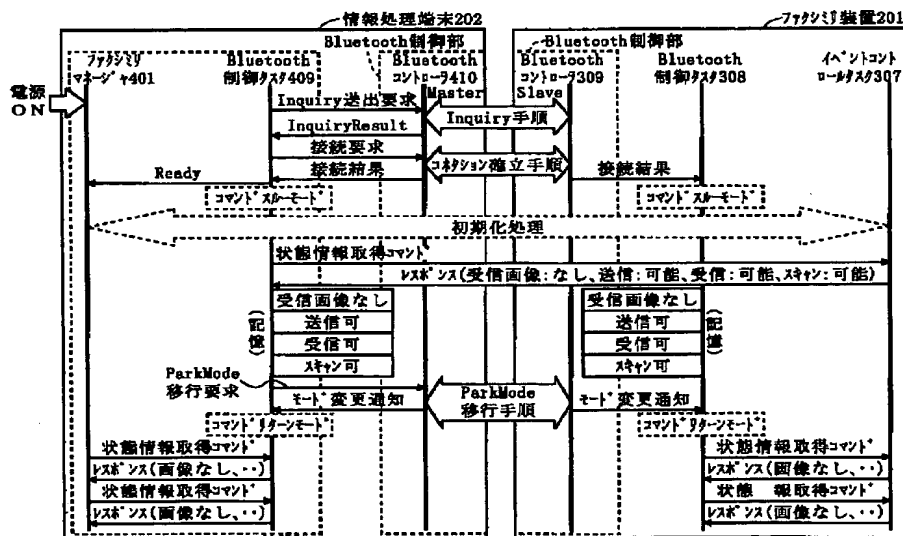 情報処理端末202
ファクシミリ装置201
ファクシミリ
マネージャ401
Bluetooth
制御タスク409
Bluetooth制御部
Bluetooth
コントローラ410
Master
Bluetooth制御部
Bluetooth
コントローラ309
Slave
Bluetooth
制御タスク308
イベントコント
ロールタスク307
電源
ON
Inquiry送出要求
Inquiry手順
InquiryResult
接続要求
コネクション確立手順
接続結果
接続結果
Ready
コマンドスルーモード
コマンドスルーモード
初期化処理
状態情報取得コマンド
レスポンス(受信画像:なし、送信:可能、受信:可能、スキャン:可能)
受信画像なし
送信可
受信可
スキャン可
(記憶)
受信画像なし
送信可
受信可
スキャン可
(記憶)
ParkMode
移行要求
ParkMode
移行手順
モード変更通知
モード変更通知
コマンドリターンモード
コマンドリターンモード
状態情報取得コマンド
状態情報取得コマンド
レスポンス(画像なし、‥)
レスポンス(画像なし、‥)
状態情報取得コマンド
状態 報取得コマンド
レスポンス(画像なし、‥)
レスポンス(画像なし、‥)